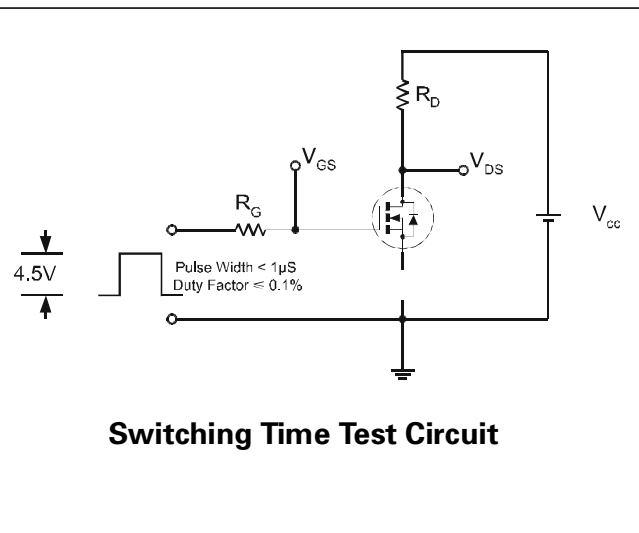 R_D
V_GS
V_DS
R_G
V_cc
4.5V
Pulse Width < 1µS
Duty Factor ≤ 0.1%
Switching Time Test Circuit